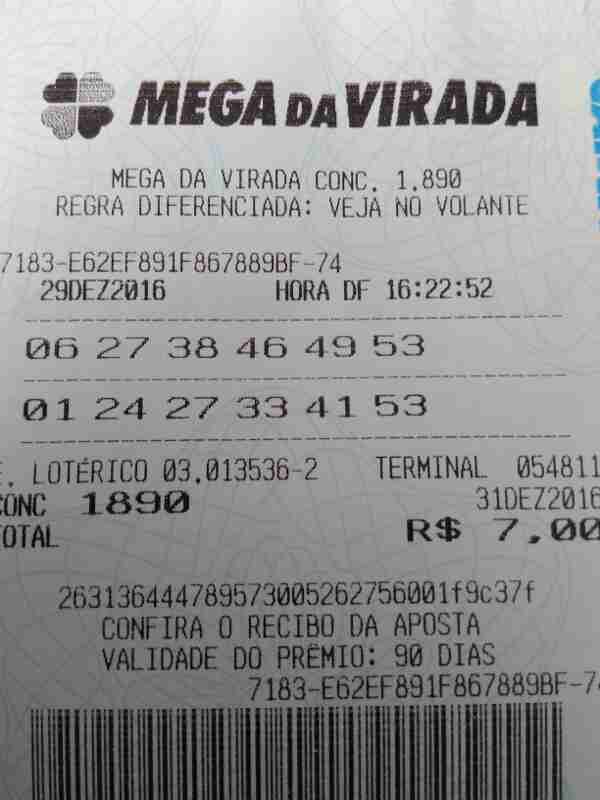 MEGA DA VIRADA
MEGA DA VIRADA CONC. 1.890
REGRA DIFERENCIADA: VEJA NO VOLANTE
7183-E62EF891F867889BF-74
29DEZ2016 HORA DF 16:22:52
06 27 38 46 49 53
01 24 27 33 41 53
E. LOTÉRICO 03.013536-2 TERMINAL 054811
CONC 1890 31DEZ2016
TOTAL R$ 7,00
263136444789573005262756001f9c37f
CONFIRA O RECIBO DA APOSTA
VALIDADE DO PRÊMIO: 90 DIAS
7183-E62EF891F867889BF-74